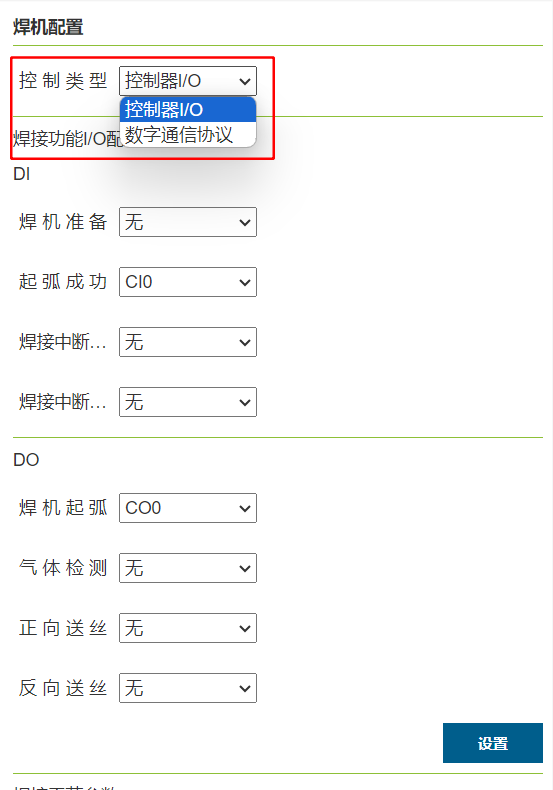 焊机配置
控制类型 控制器I/O
控制器I/O
数字通信协议
焊接功能I/O配
DI
焊机准备 无
起弧成功 CI0
焊接中断... 无
焊接中断... 无
DO
焊机起弧 CO0
气体检测 无
正向送丝 无
反向送丝 无
设置